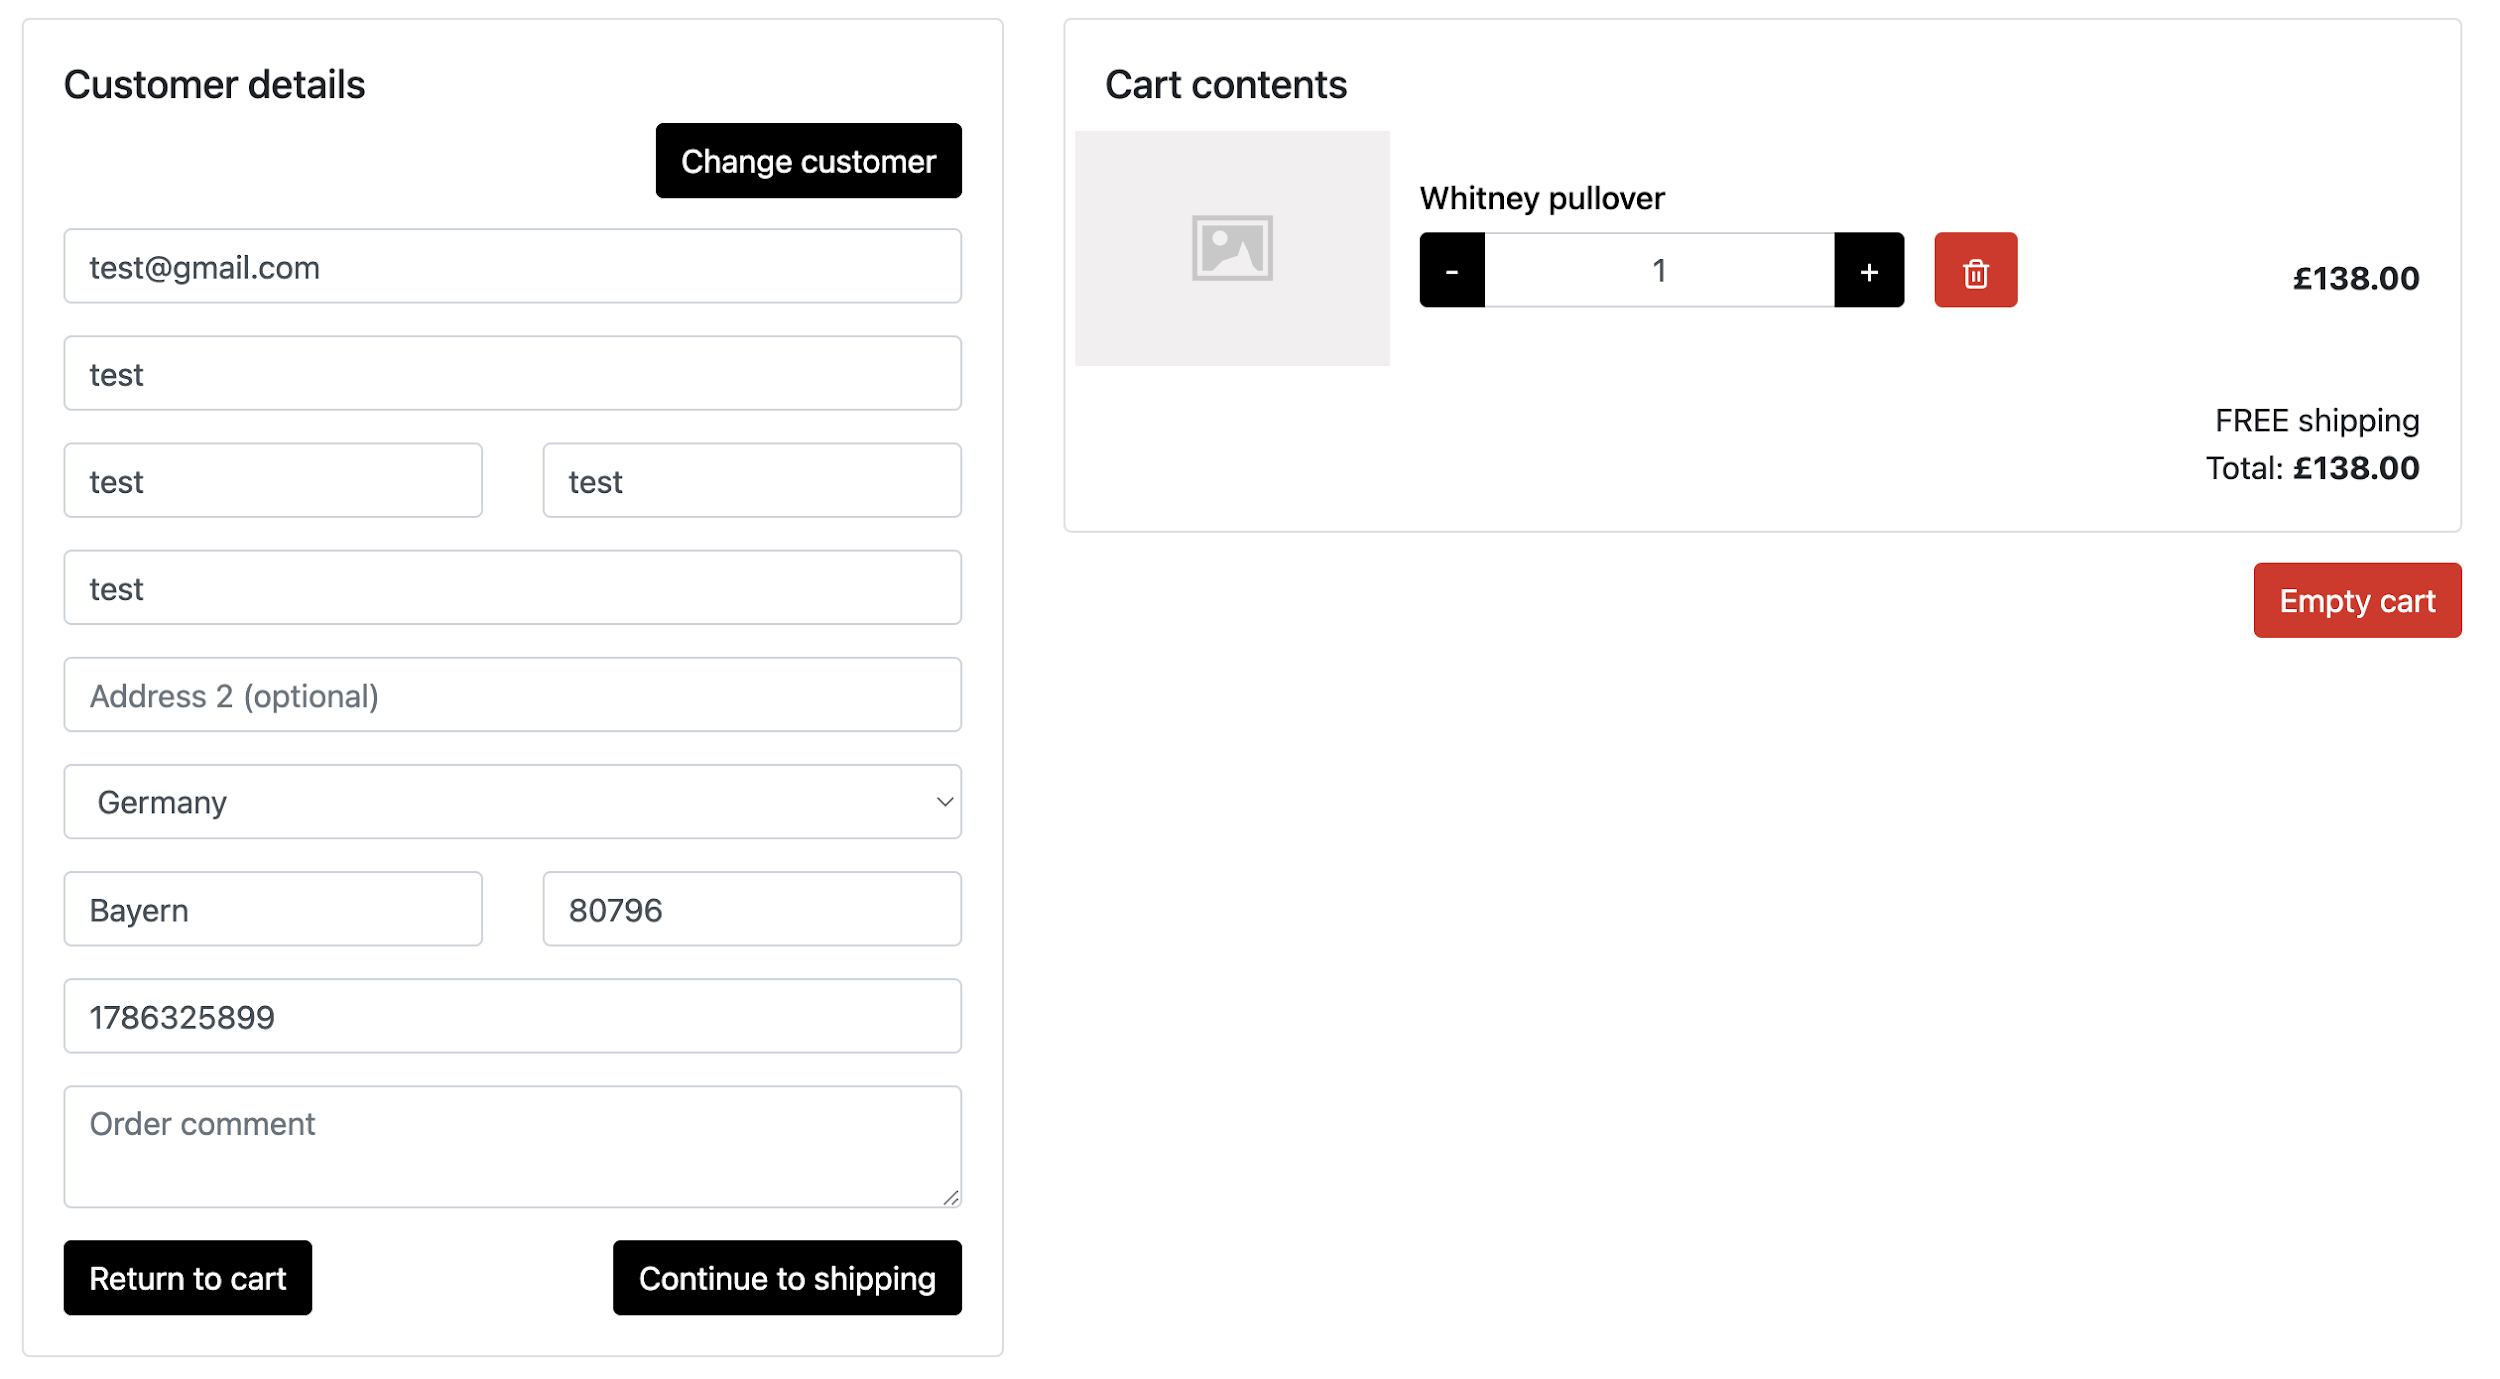 Customer details
Change customer
test@gmail.com
test
test test
test
Address 2 (optional)
Germany
Bayern 80796
1786325899
Order comment
Return to cart Continue to shipping
Cart contents
Whitney pullover
- 1 +
£138.00
FREE shipping
Total: £138.00
Empty cart